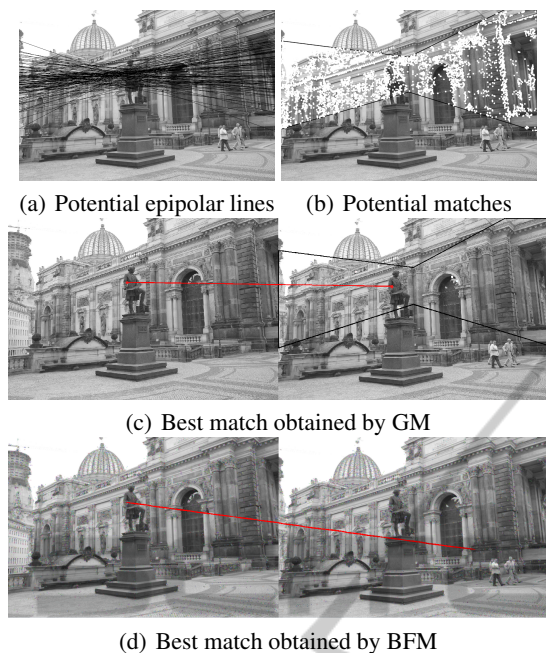 (a) Potential epipolar lines (b) Potential matches
(c) Best match obtained by GM
(d) Best match obtained by BFM